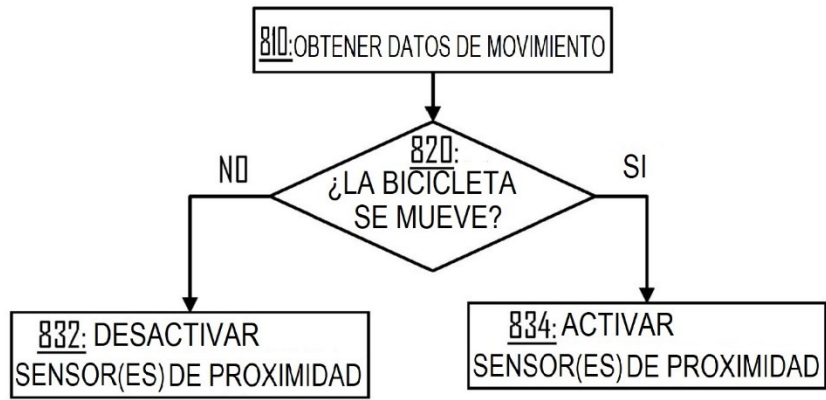 810:OBTENER DATOS DE MOVIMIENTO
820:
¿LA BICICLETA
SE MUEVE?
NO
SI
832: DESACTIVAR
SENSOR(ES) DE PROXIMIDAD
834: ACTIVAR
SENSOR(ES) DE PROXIMIDAD